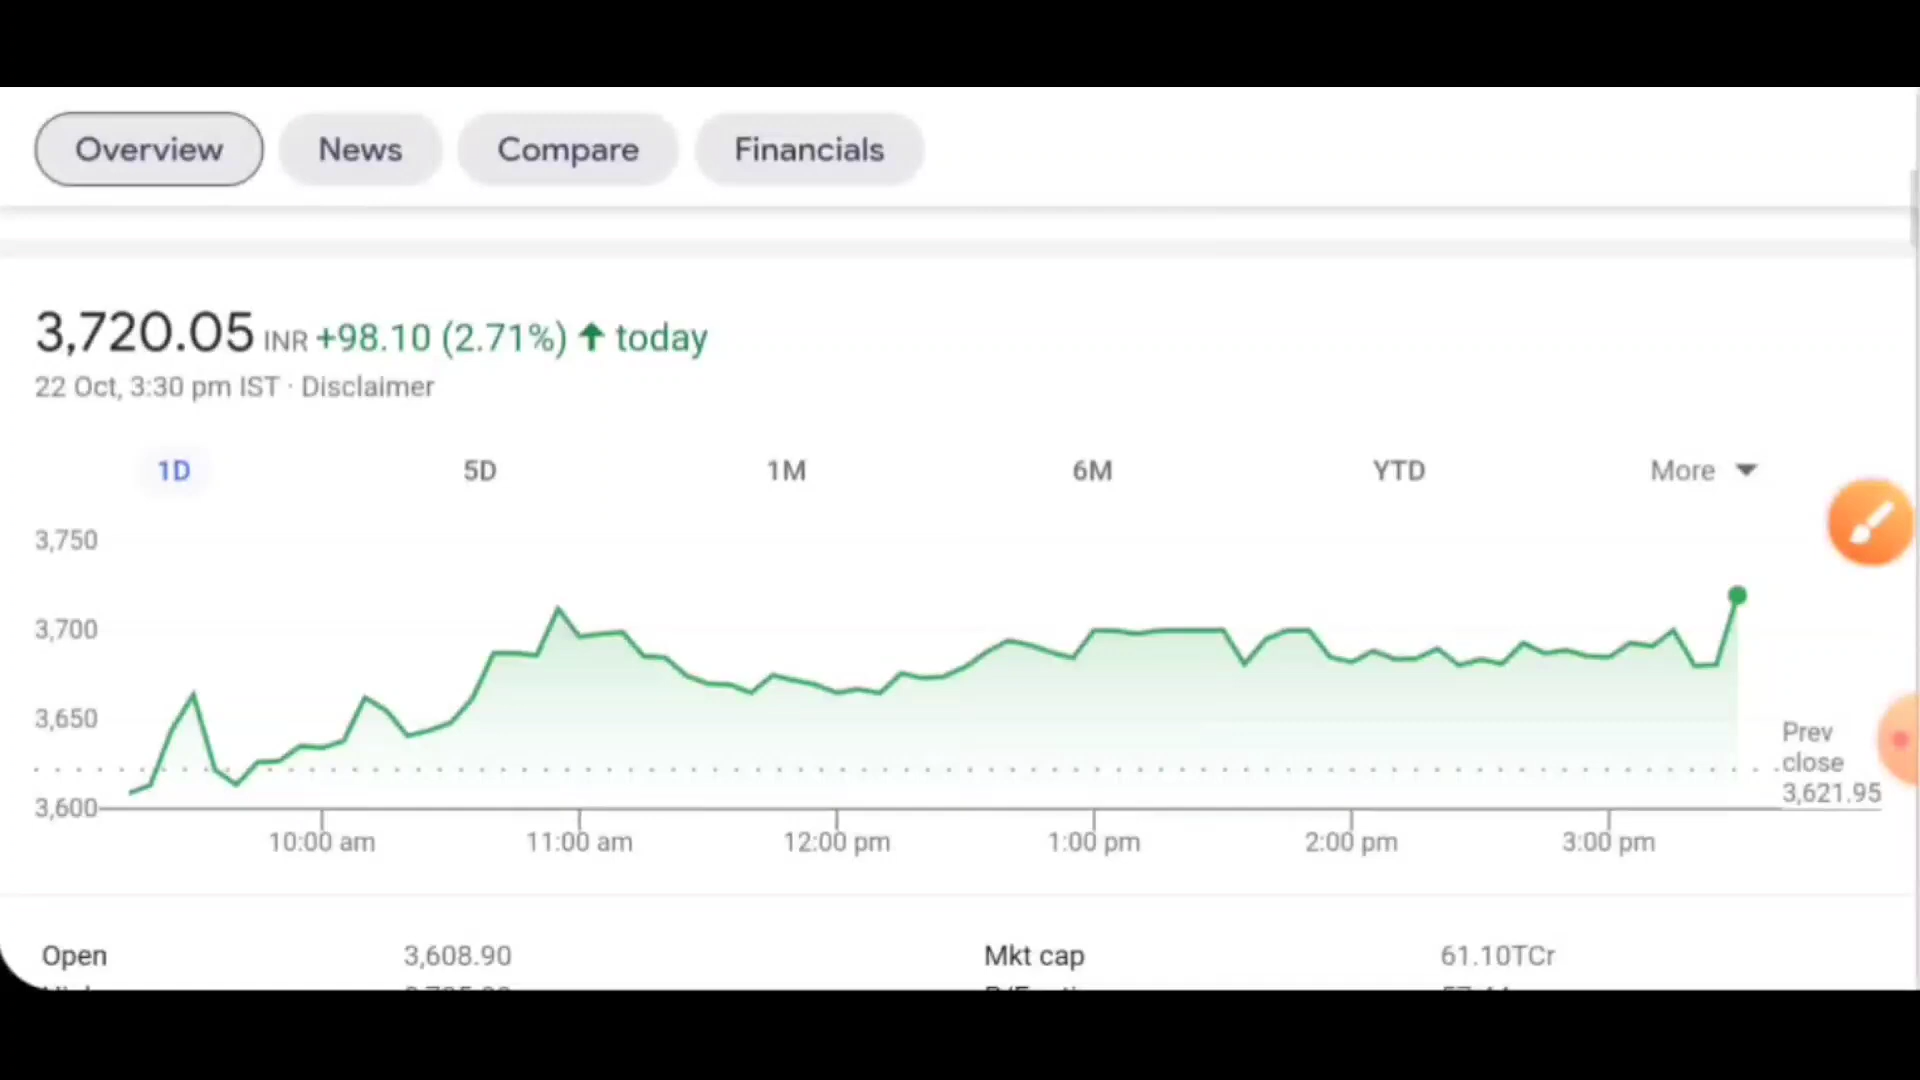 Overview News Compare Financials
3,720.05 INR +98.10 (2.71%) ↑ today
22 Oct, 3:30 pm IST · Disclaimer
1D 5D 1M 6M YTD More
3,750
3,700
3,650
3,600
Prev
close
3,621.95
10:00 am 11:00 am 12:00 pm 1:00 pm 2:00 pm 3:00 pm
Open 3,608.90 Mkt cap 61.10TCr